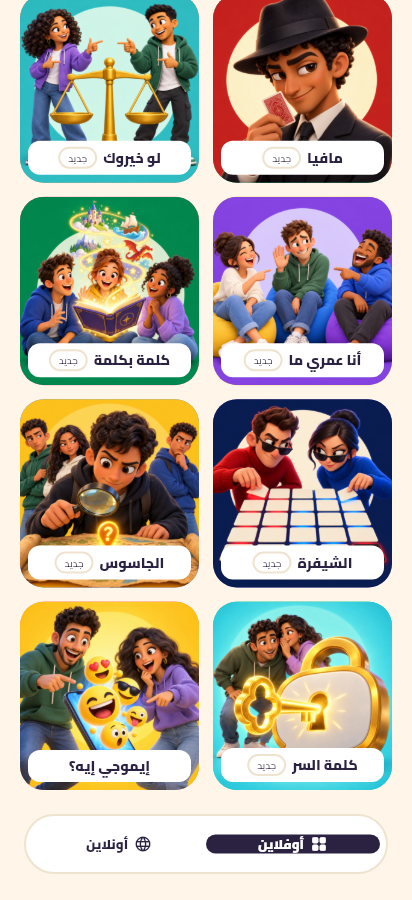 مافيا جديد
لو خيروك جديد
أنا عمري ما جديد
كلمة بكلمة جديد
الشيفرة جديد
الجاسوس جديد
?
كلمة السر جديد
إيموجي إيه؟
أوفلاين
أونلاين